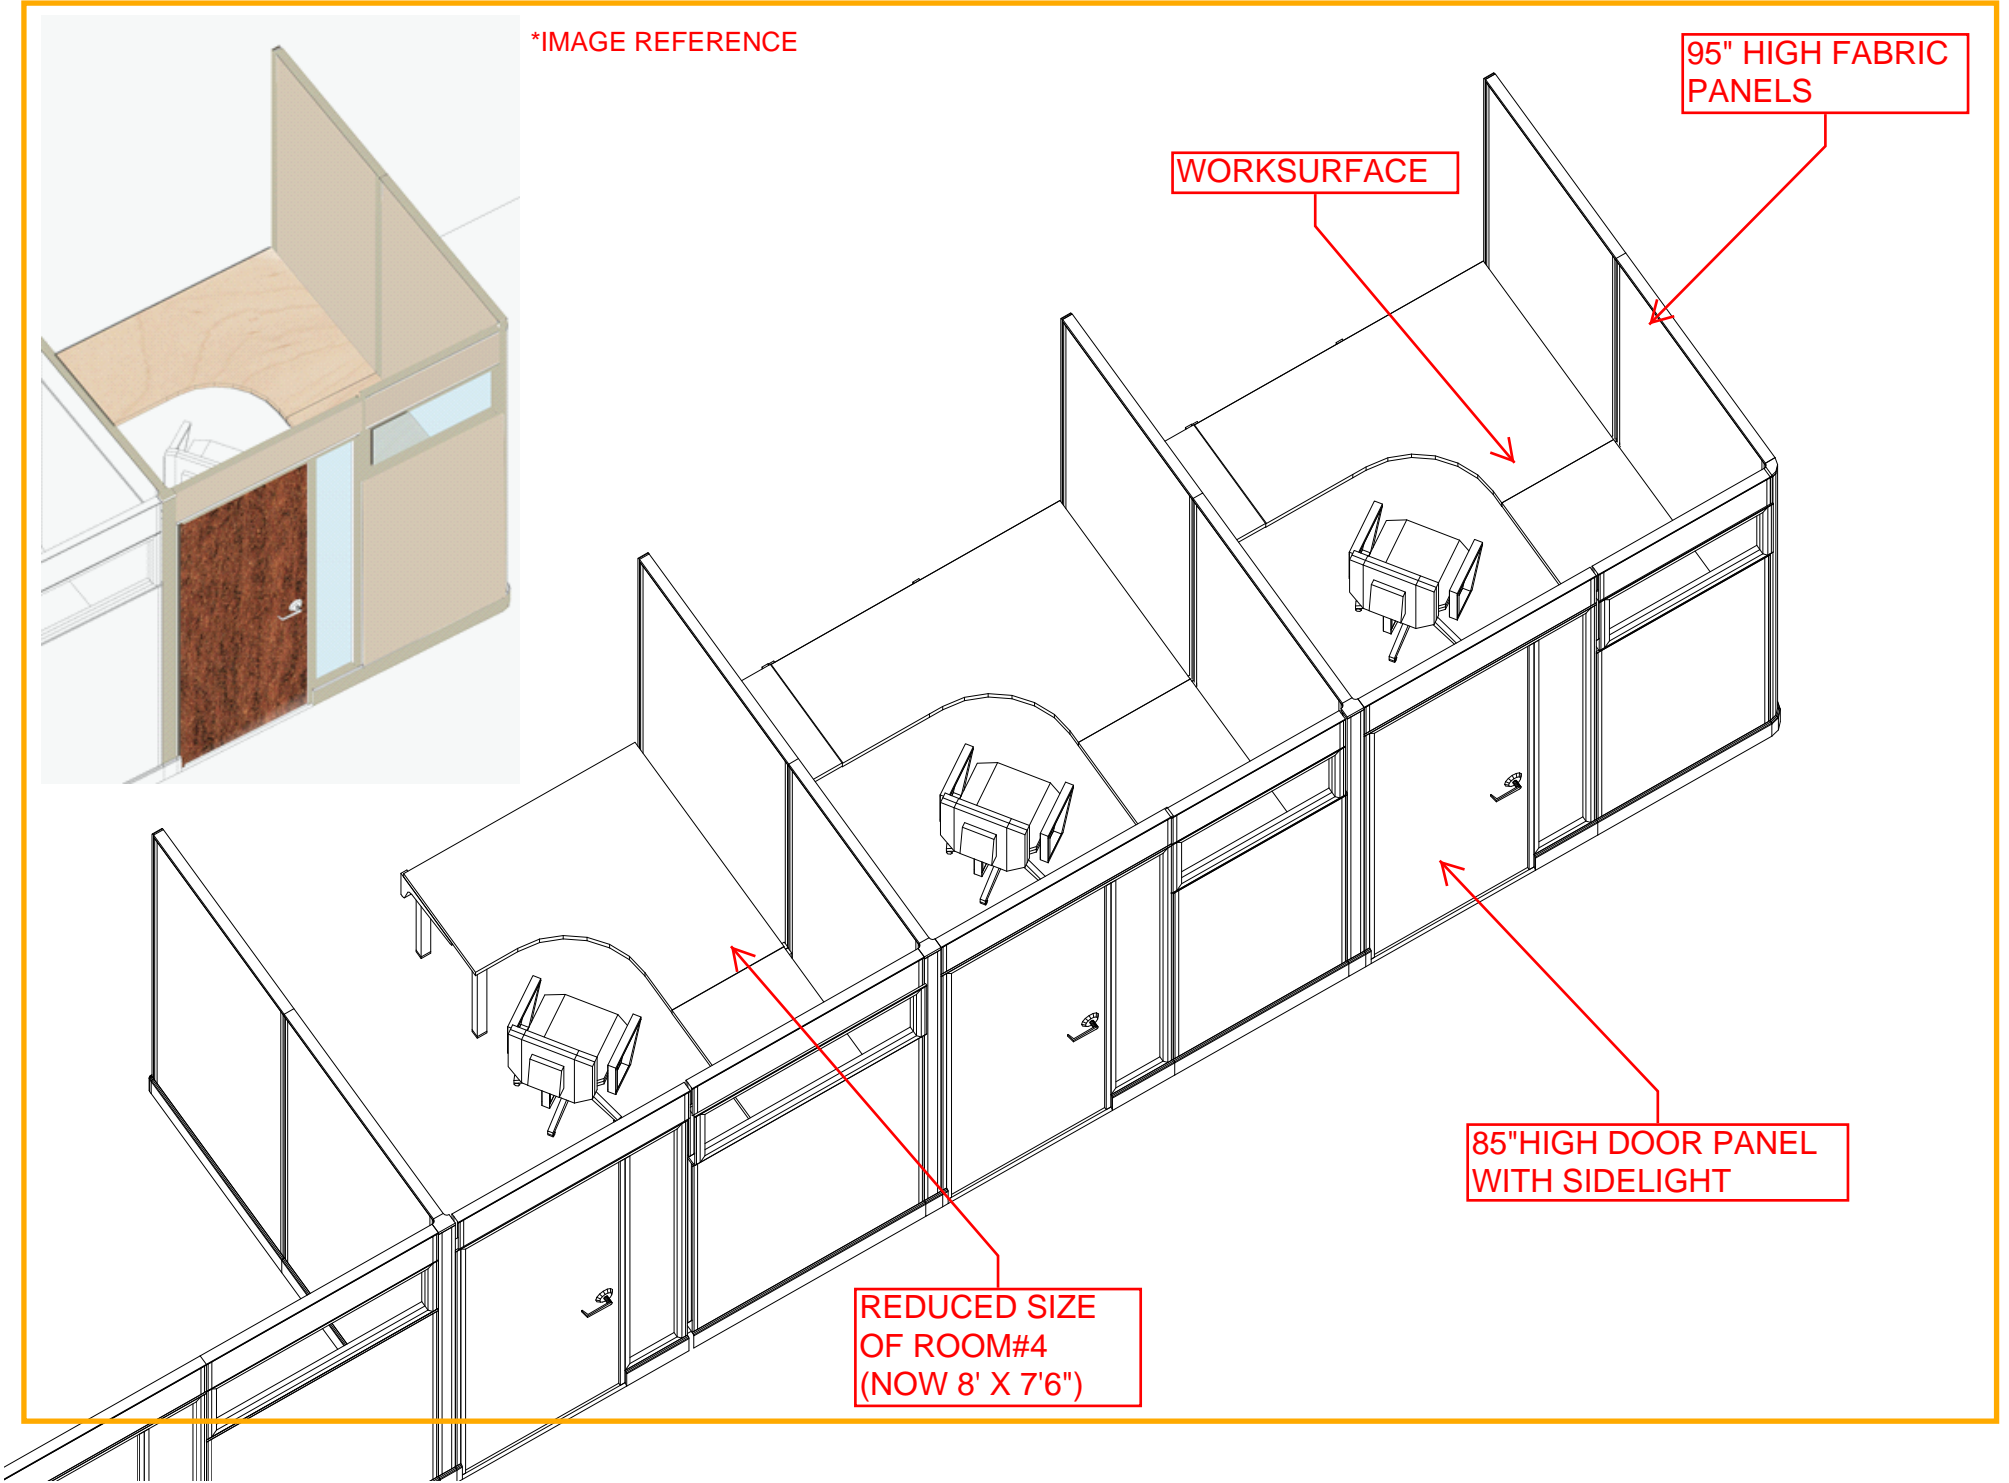 *IMAGE REFERENCE
95" HIGH FABRIC
PANELS
WORKSURFACE
85"HIGH DOOR PANEL
WITH SIDELIGHT
REDUCED SIZE
OF ROOM#4
(NOW 8' X 7'6")